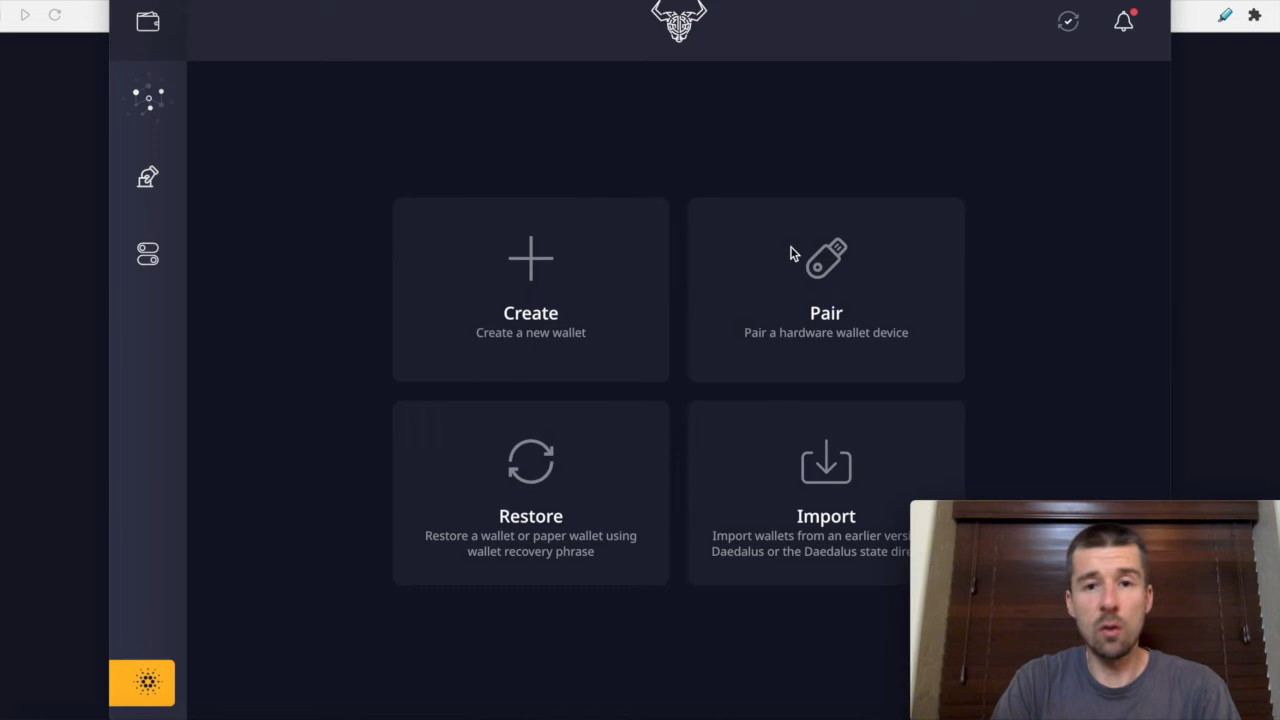 Create
Create a new wallet
Pair
Pair a hardware wallet device
Restore
Restore a wallet or paper wallet using
wallet recovery phrase
Import
Import wallets from an earlier
Daedalus or the Daedalus state